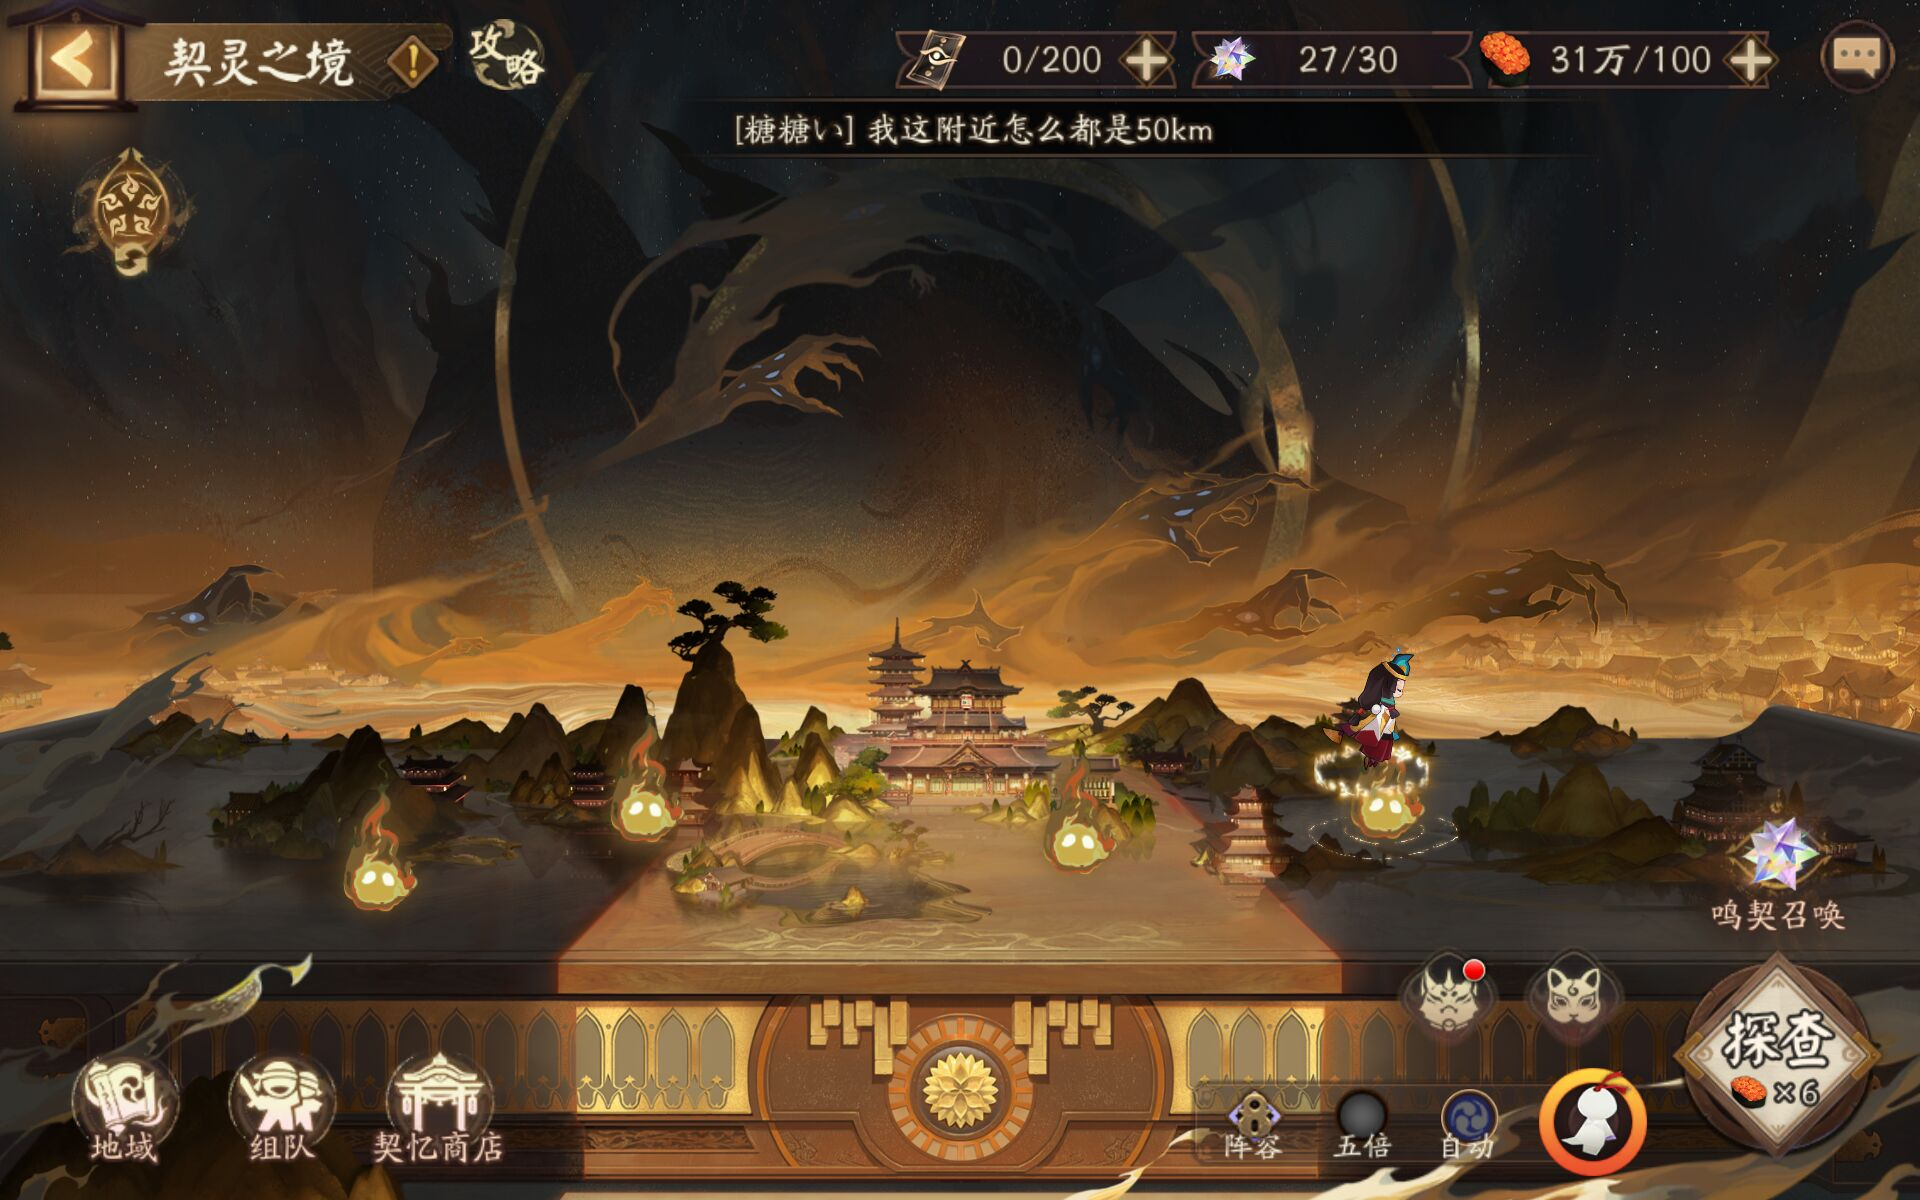 契灵之境
攻略
0/200
27/30
31万/100
[糖糖い] 我这附近怎么都是50km
鸣契召唤
探查
×6
地域
组队
契忆商店
阵容
五倍
自动